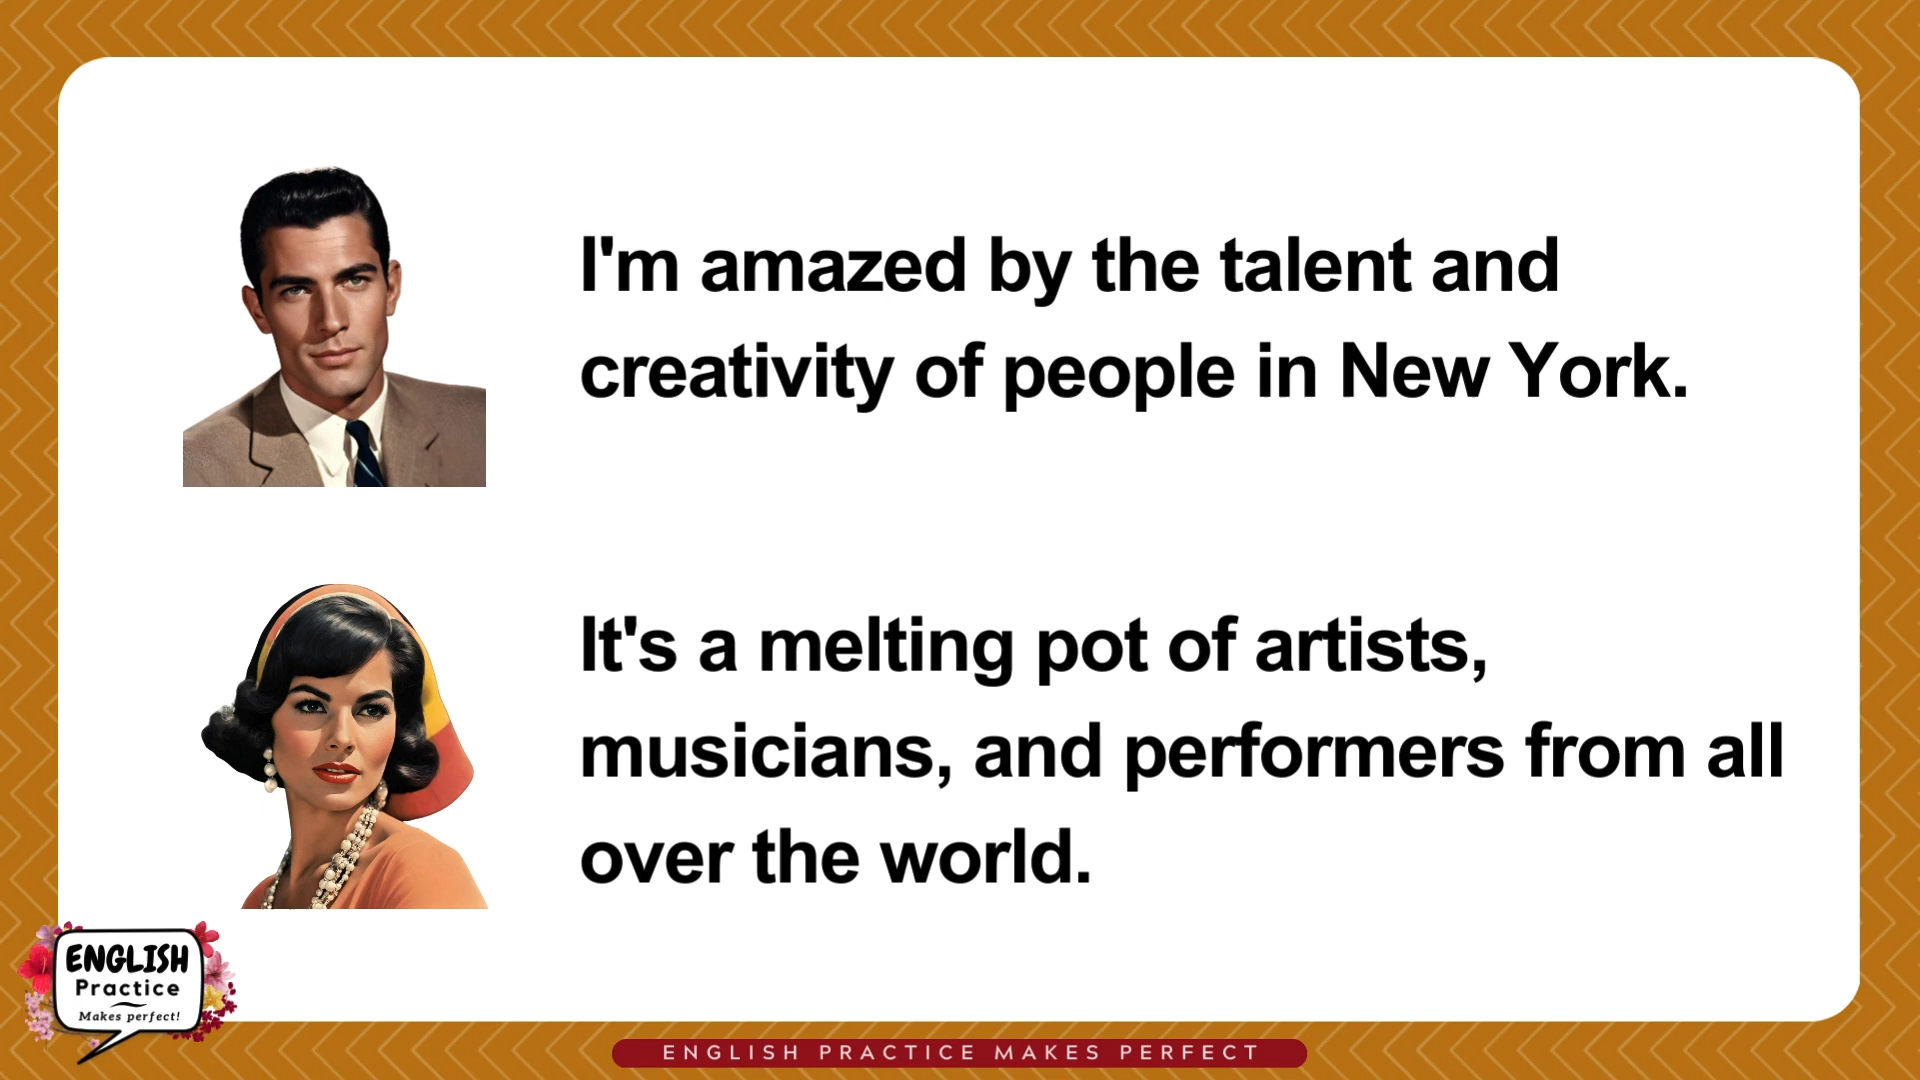 I'm amazed by the talent and
creativity of people in New York.
It's a melting pot of artists,
musicians, and performers from all
over the world.
ENGLISH
Practice
Makes perfect!
ENGLISH PRACTICE MAKES PERFECT